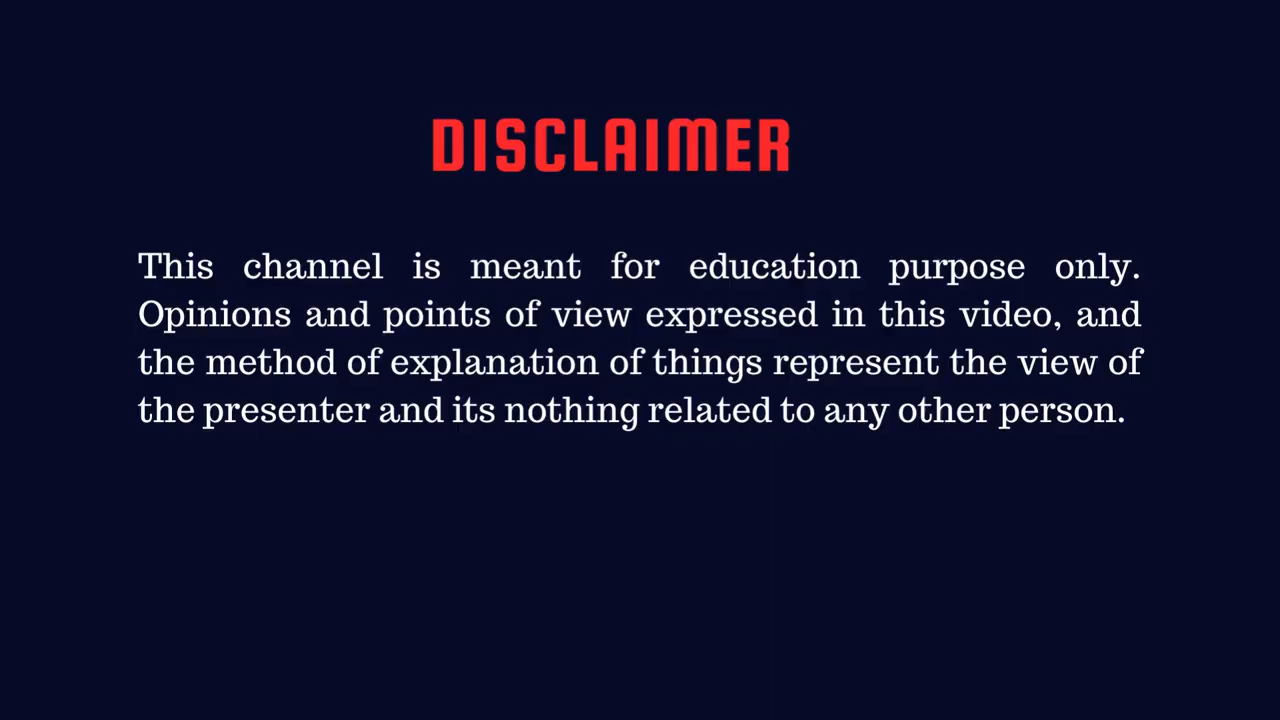 DISCLAIMER
This channel is meant for education purpose only.
Opinions and points of view expressed in this video, and
the method of explanation of things represent the view of
the presenter and its nothing related to any other person.